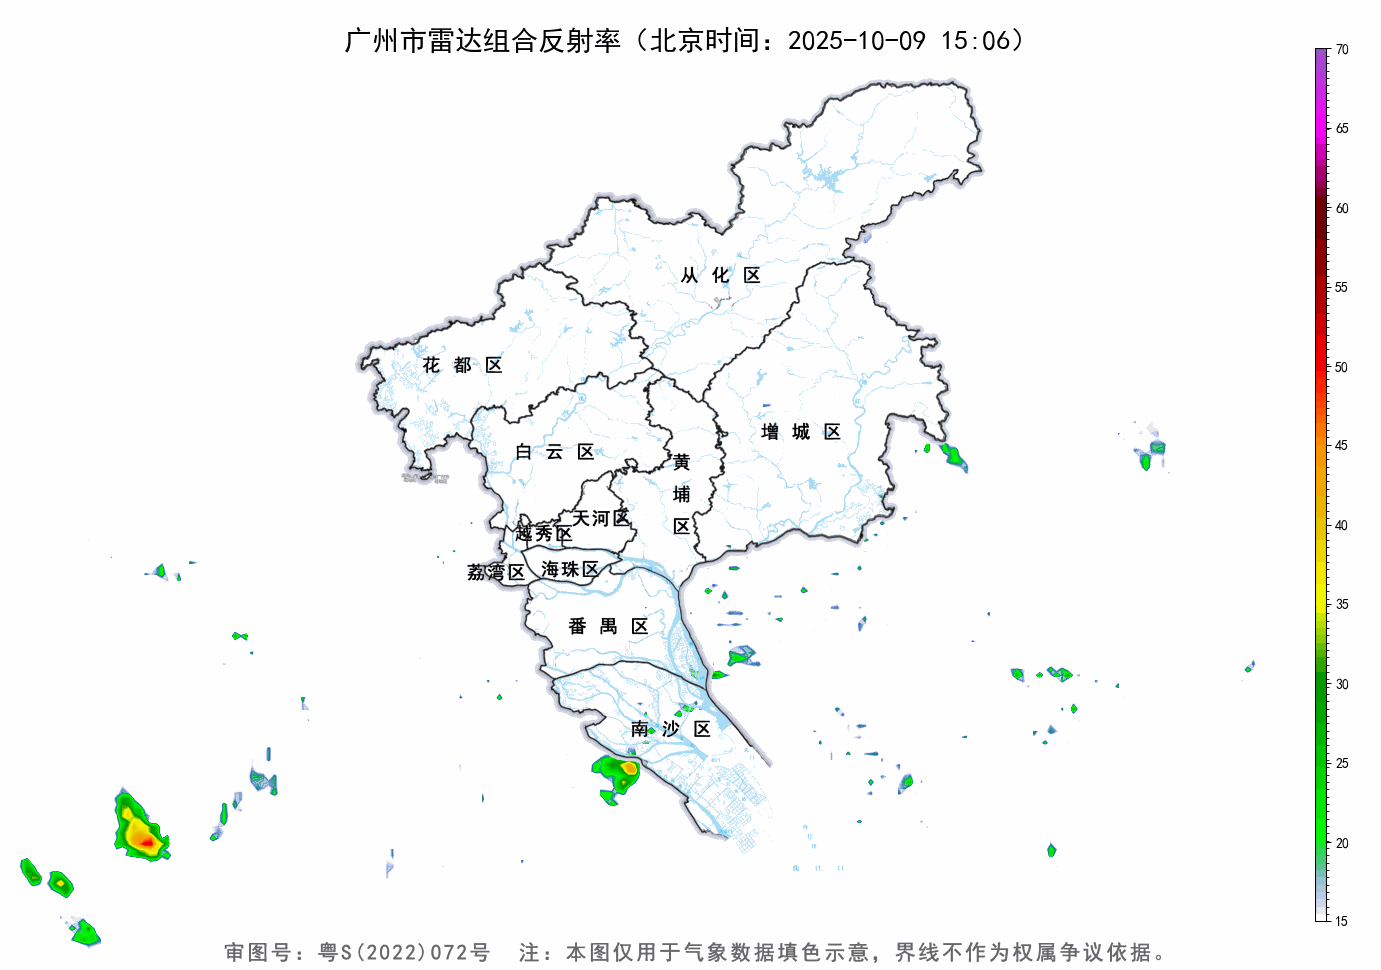 广州市雷达组合反射率（北京时间：2025-10-09 15:06）
70
65
60
55
50
45
40
35
30
25
20
15
从化区
花都区
增城区
白云区
黄埔区
天河区
越秀区
荔湾区
海珠区
番禺区
南沙区
审图号：粤S(2022)072号 注：本图仅用于气象数据填色示意，界线不作为权属争议依据。